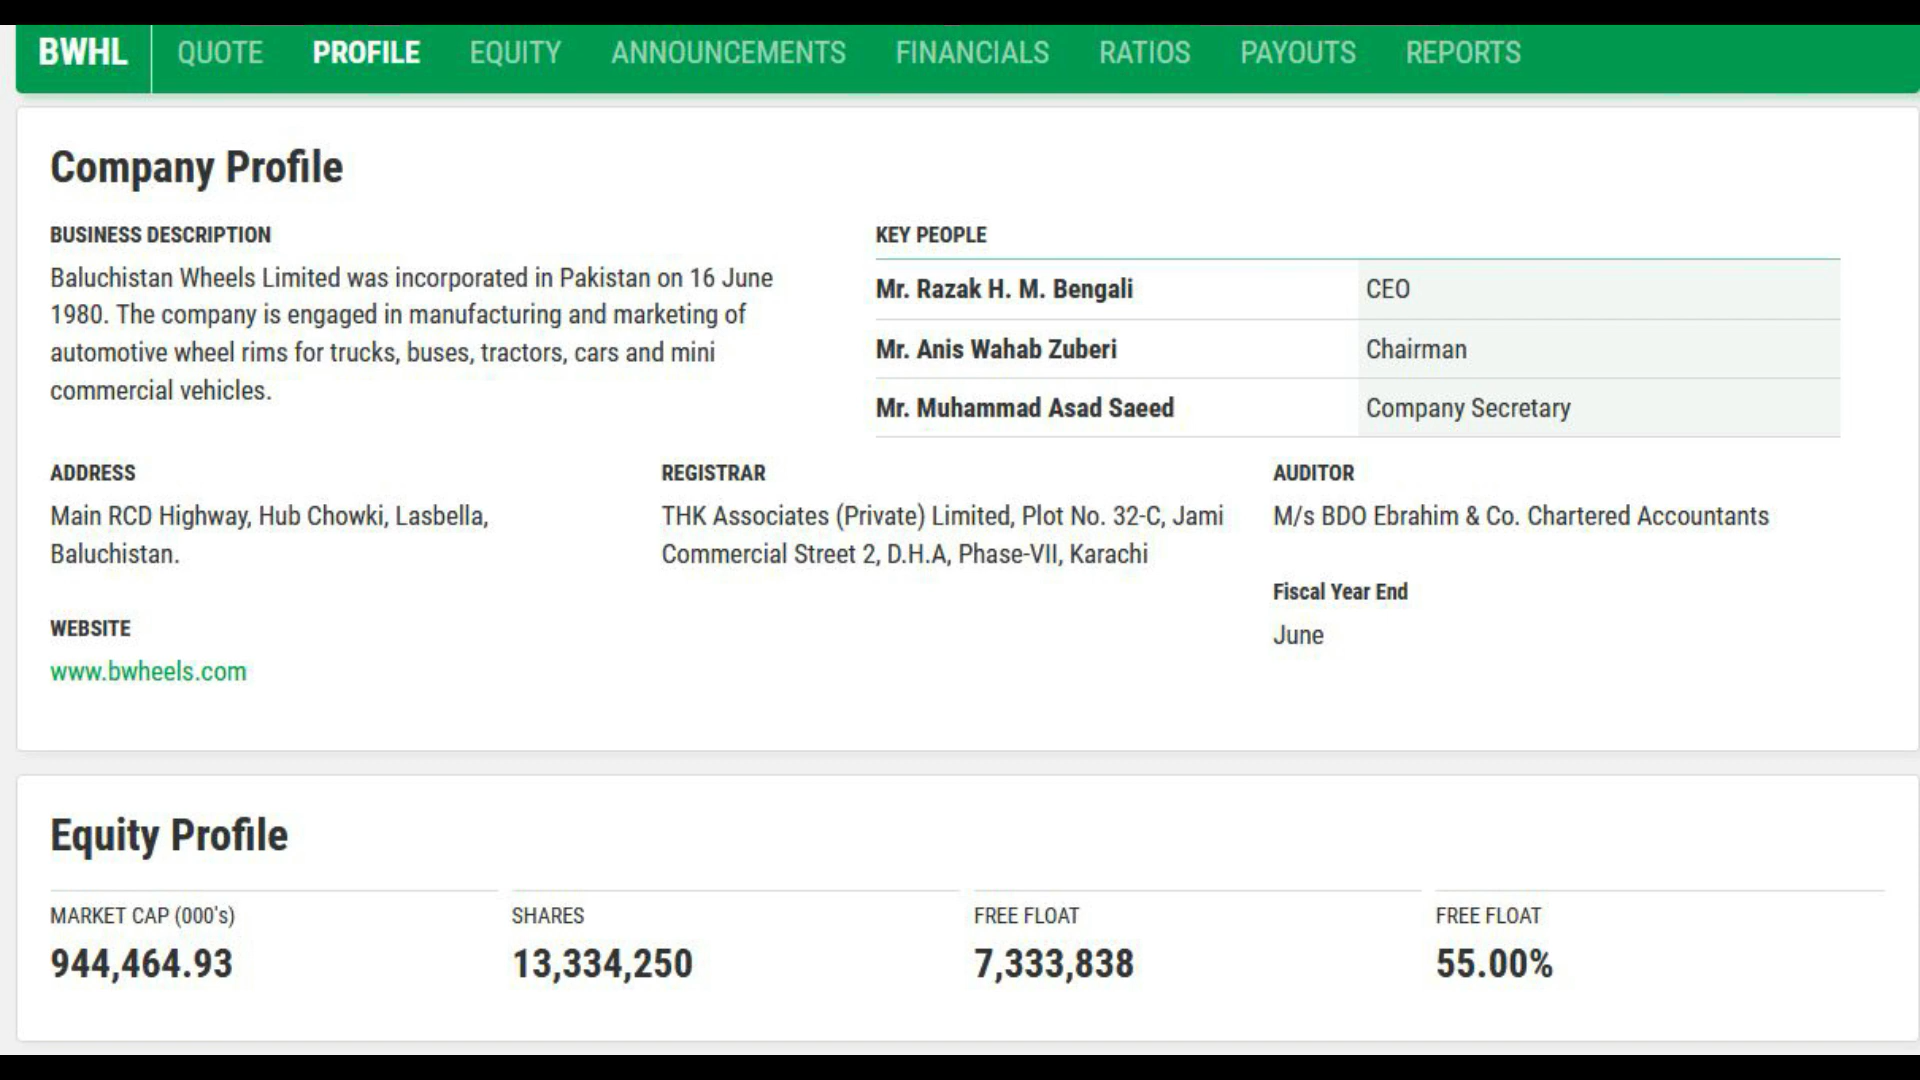 BWHL QUOTE PROFILE EQUITY ANNOUNCEMENTS FINANCIALS RATIOS PAYOUTS REPORTS
Company Profile
BUSINESS DESCRIPTION
Baluchistan Wheels Limited was incorporated in Pakistan on 16 June
1980. The company is engaged in manufacturing and marketing of
automotive wheel rims for trucks, buses, tractors, cars and mini
commercial vehicles.
KEY PEOPLE
Mr. Razak H. M. Bengali CEO
Mr. Anis Wahab Zuberi Chairman
Mr. Muhammad Asad Saeed Company Secretary
ADDRESS
Main RCD Highway, Hub Chowki, Lasbella,
Baluchistan.
REGISTRAR
THK Associates (Private) Limited, Plot No. 32-C, Jami
Commercial Street 2, D.H.A, Phase-VII, Karachi
AUDITOR
M/s BDO Ebrahim & Co. Chartered Accountants
WEBSITE
www.bwheels.com
Fiscal Year End
June
Equity Profile
MARKET CAP (000's)
944,464.93
SHARES
13,334,250
FREE FLOAT
7,333,838
FREE FLOAT
55.00%